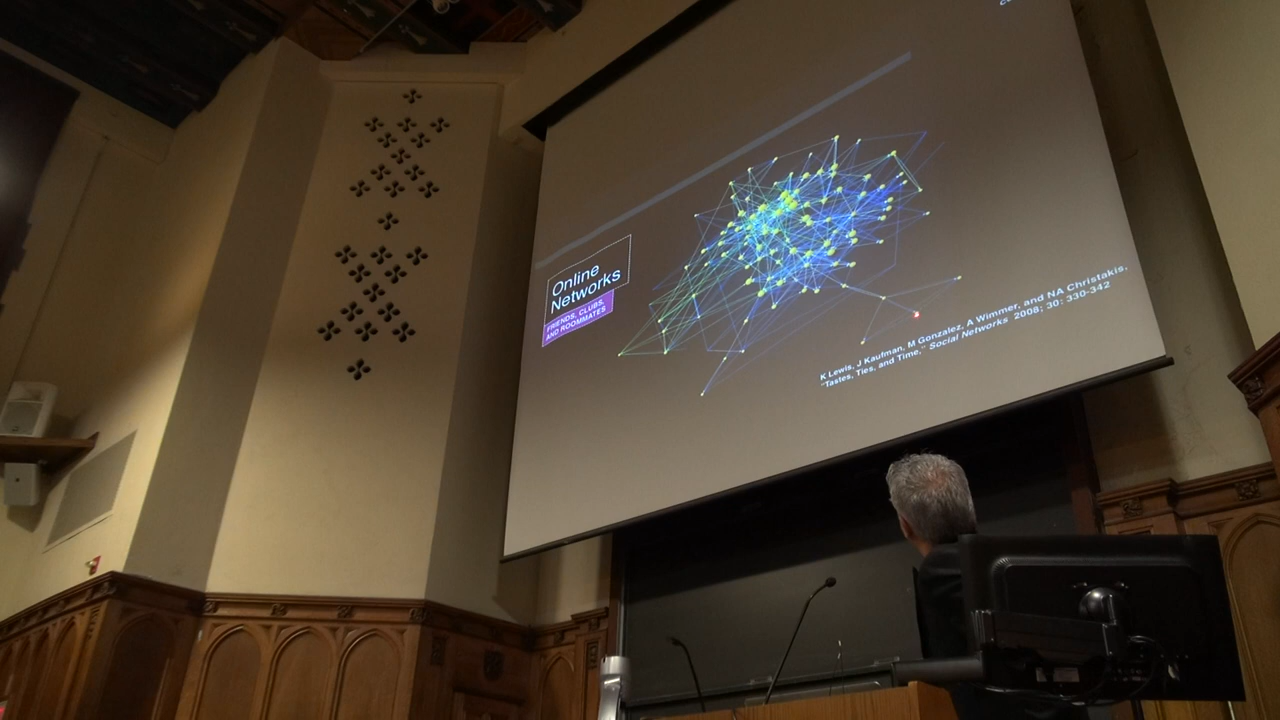 Online
Networks
FRIENDS, CLUBS,
AND ROOMMATES
K Lewis, J Kaufman, M Gonzalez, A Wimmer, and NA Christakis,
"Tastes, Ties, and Time," Social Networks 2008; 30: 330-342